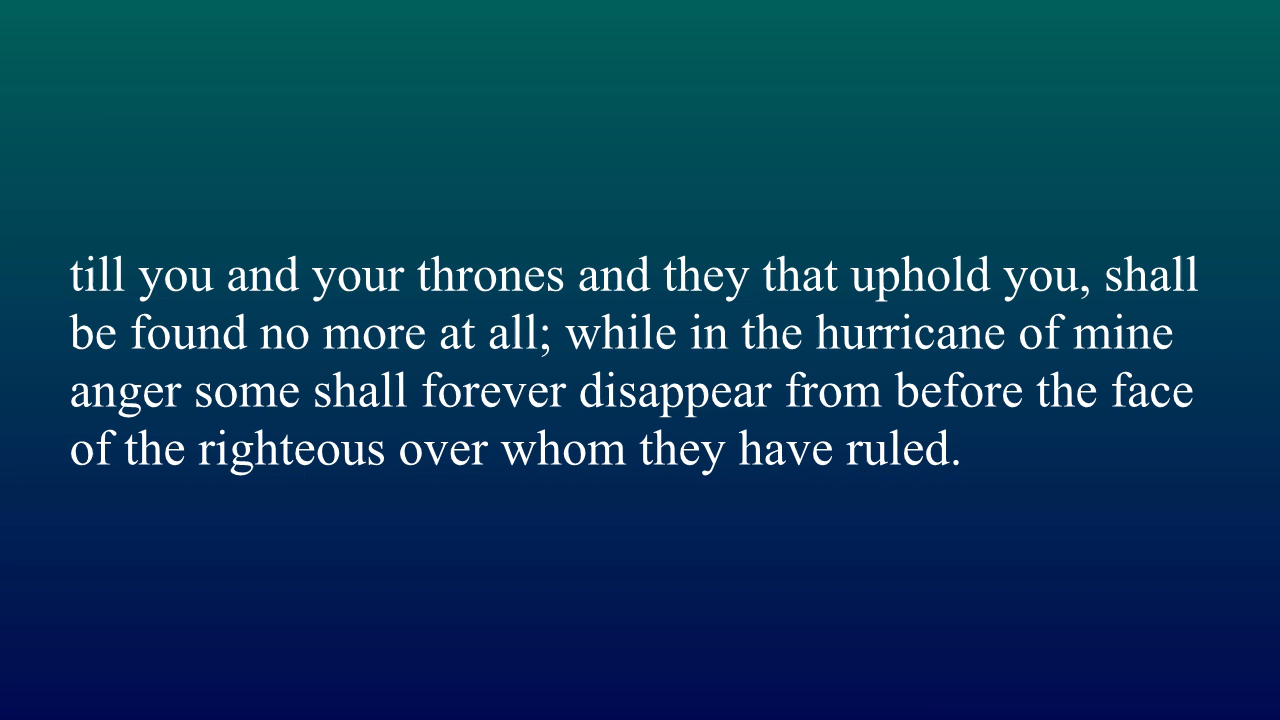 till you and your thrones and they that uphold you, shall
be found no more at all; while in the hurricane of mine
anger some shall forever disappear from before the face
of the righteous over whom they have ruled.